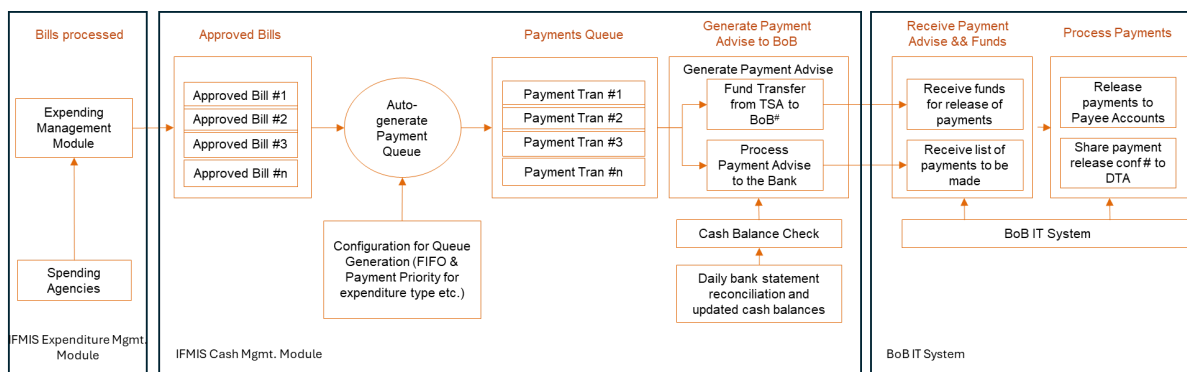 Bills processed
Expending
Management
Module
Spending
Agencies
IFMIS Expenditure Mgmt.
Module
Approved Bills
Approved Bill #1
Approved Bill #2
Approved Bill #3
Approved Bill #n
Auto-
generate
Payment
Queue
Configuration for Queue
Generation (FIFO &
Payment Priority for
expenditure type etc.)
Payments Queue
Payment Tran #1
Payment Tran #2
Payment Tran #3
Payment Tran #n
Generate Payment
Advise to BoB
Generate Payment Advise
Fund Transfer
from TSA to
BoB#
Process
Payment Advise
to the Bank
Cash Balance Check
Daily bank statement
reconciliation and
updated cash balances
IFMIS Cash Mgmt. Module
Receive Payment
Advise && Funds
Receive funds
for release of
payments
Receive list of
payments to be
made
Process Payments
Release
payments to
Payee Accounts
Share payment
release conf# to
DTA
BoB IT System
BoB IT System